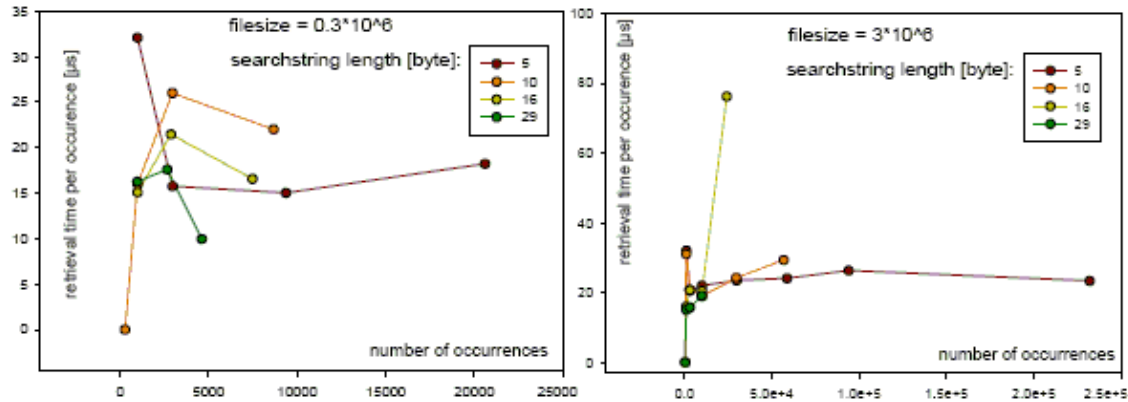 filesize = 0.3*10^6
searchstring length [byte]:
5
10
16
29
retrieval time per occurence [µs]
35
30
25
20
15
10
5
0
number of occurrences
0
5000
10000
15000
20000
25000
filesize = 3*10^6
searchstring length [byte]:
5
10
16
29
retrieval time per occurence [µs]
100
80
60
40
20
0
number of occurrences
0.0
5.0e+4
1.0e+5
1.5e+5
2.0e+5
2.5e+5